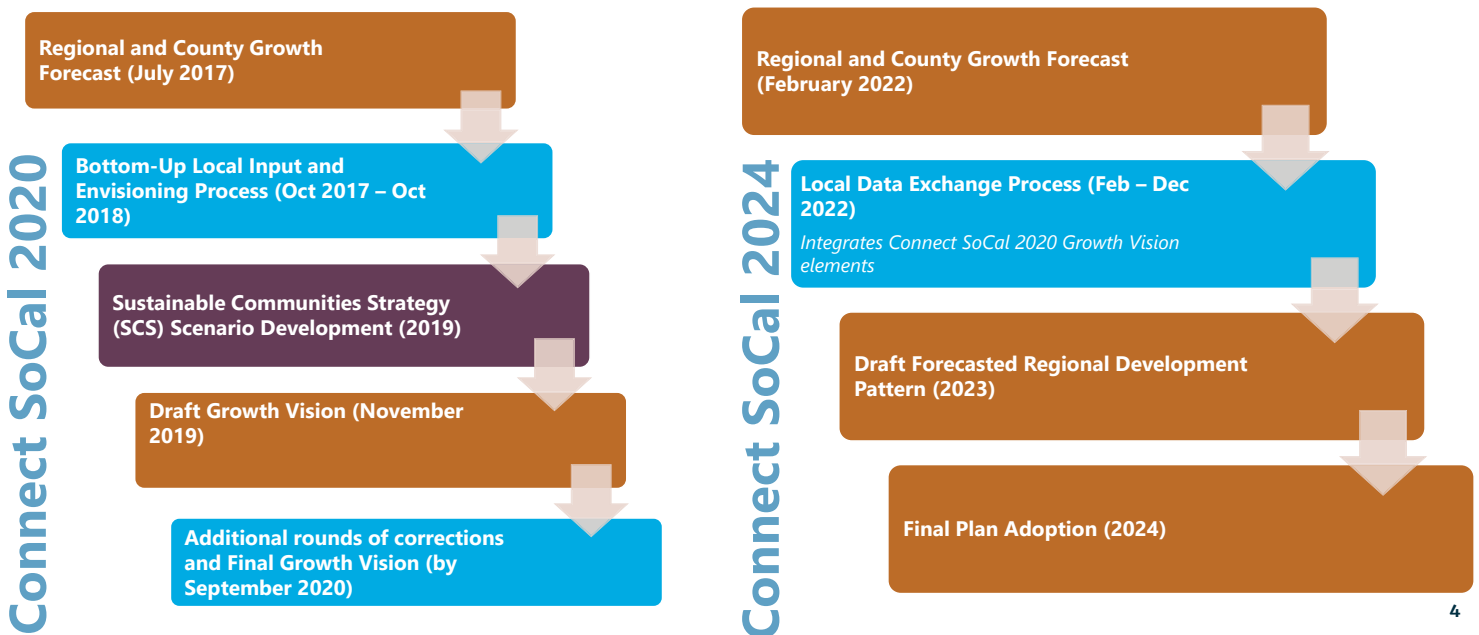 Connect SoCal 2020
Regional and County Growth
Forecast (July 2017)
Bottom-Up Local Input and
Envisioning Process (Oct 2017 – Oct
2018)
Sustainable Communities Strategy
(SCS) Scenario Development (2019)
Draft Growth Vision (November
2019)
Additional rounds of corrections
and Final Growth Vision (by
September 2020)
Connect SoCal 2024
Regional and County Growth Forecast
(February 2022)
Local Data Exchange Process (Feb – Dec
2022)
Integrates Connect SoCal 2020 Growth Vision
elements
Draft Forecasted Regional Development
Pattern (2023)
Final Plan Adoption (2024)
4